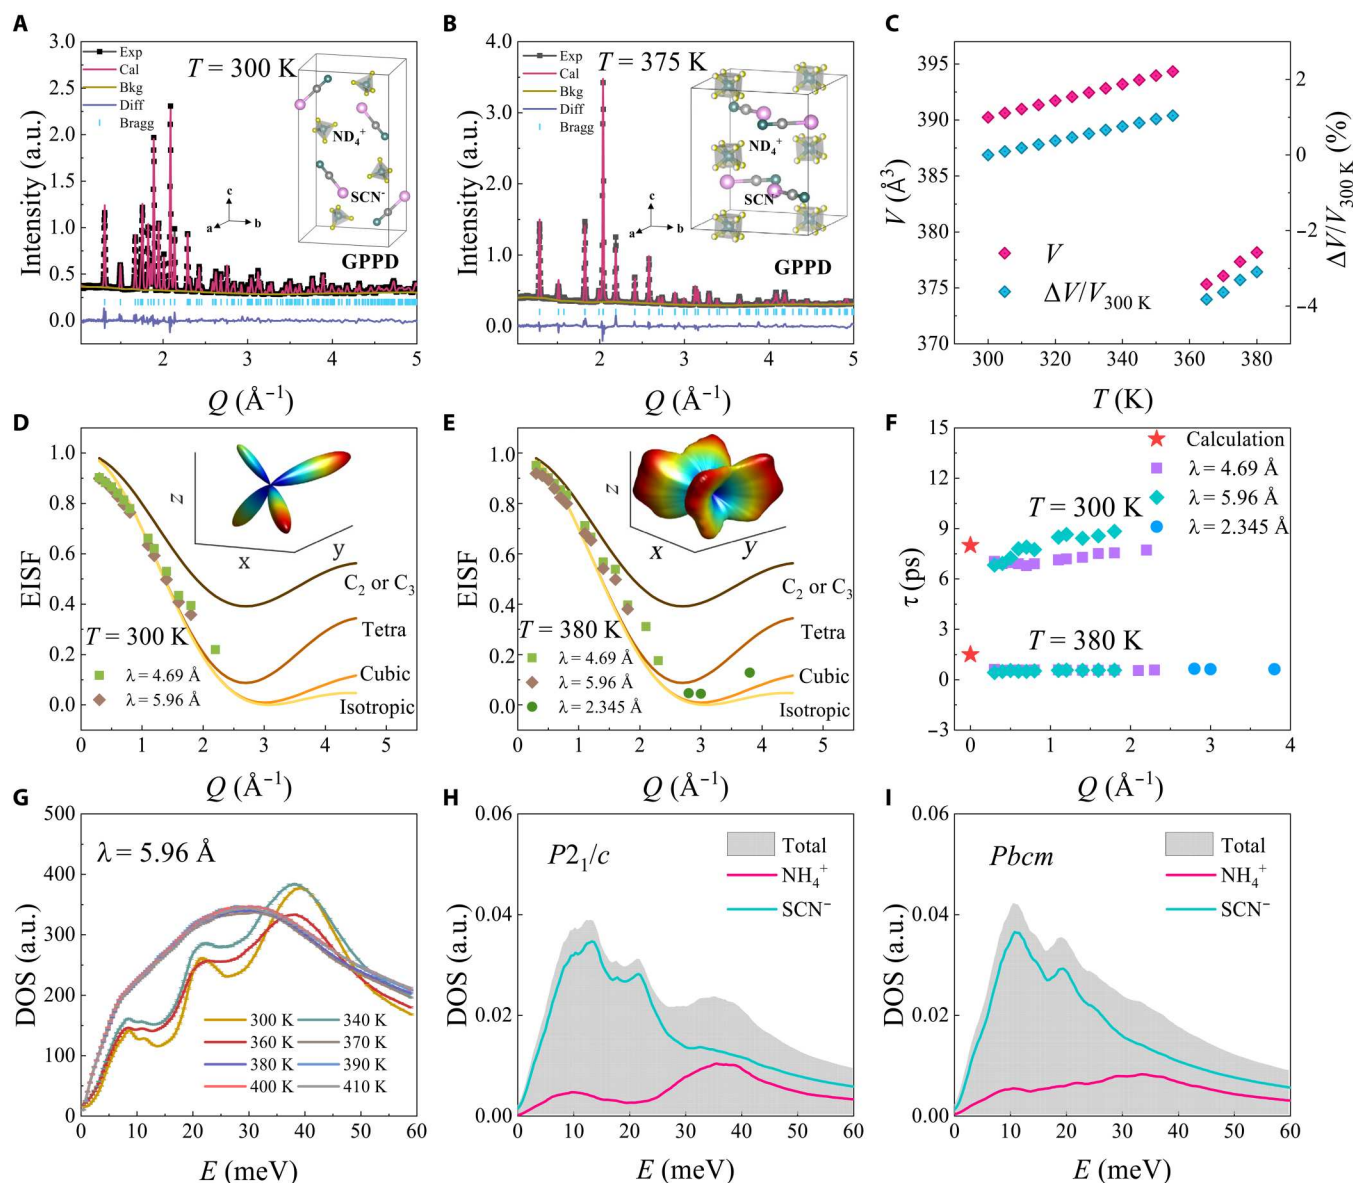 A
3.0
2.5
2.0
1.5
1.0
0.5
0.0
Intensity (a.u.)
Exp
Cal
Bkg
Diff
Bragg
T = 300 K
ND₄⁺
SCN⁻
c
a
b
GPPD
2
3
4
5
Q (Å⁻¹)
B
4.0
3.0
2.0
1.0
0.0
Intensity (a.u.)
Exp
Cal
Bkg
Diff
Bragg
T = 375 K
ND₄⁺
SCN
c
a
b
GPPD
2
3
4
5
Q (Å⁻¹)
C
395
390
385
380
375
370
V (Å³)
V
ΔV/V₃₀₀ K
300
320
340
360
380
T (K)
2
0
−2
−4
ΔV/V₃₀₀ K (%)
D
1.0
0.8
0.6
0.4
0.2
0.0
EISF
z
x
y
C₂ or C₃
Tetra
Cubic
Isotropic
T = 300 K
λ = 4.69 Å
λ = 5.96 Å
0
1
2
3
4
5
Q (Å⁻¹)
E
1.0
0.8
0.6
0.4
0.2
0.0
EISF
z
x
y
C₂ or C₃
Tetra
Cubic
Isotropic
T = 380 K
λ = 4.69 Å
λ = 5.96 Å
λ = 2.345 Å
0
1
2
3
4
5
Q (Å⁻¹)
F
15
12
9
6
3
0
−3
τ (ps)
Calculation
λ = 4.69 Å
λ = 5.96 Å
λ = 2.345 Å
T = 300 K
T = 380 K
0
1
2
3
4
Q (Å⁻¹)
G
500
400
300
200
100
0
DOS (a.u.)
λ = 5.96 Å
300 K
340 K
360 K
370 K
380 K
390 K
400 K
410 K
0
10
20
30
40
50
60
E (meV)
H
0.06
0.04
0.02
0.00
DOS (a.u.)
P2₁/c
Total
NH₄⁺
SCN⁻
0
10
20
30
40
50
60
E (meV)
I
0.06
0.04
0.02
0.00
DOS (a.u.)
Pbcm
Total
NH₄⁺
SCN⁻
0
10
20
30
40
50
60
E (meV)